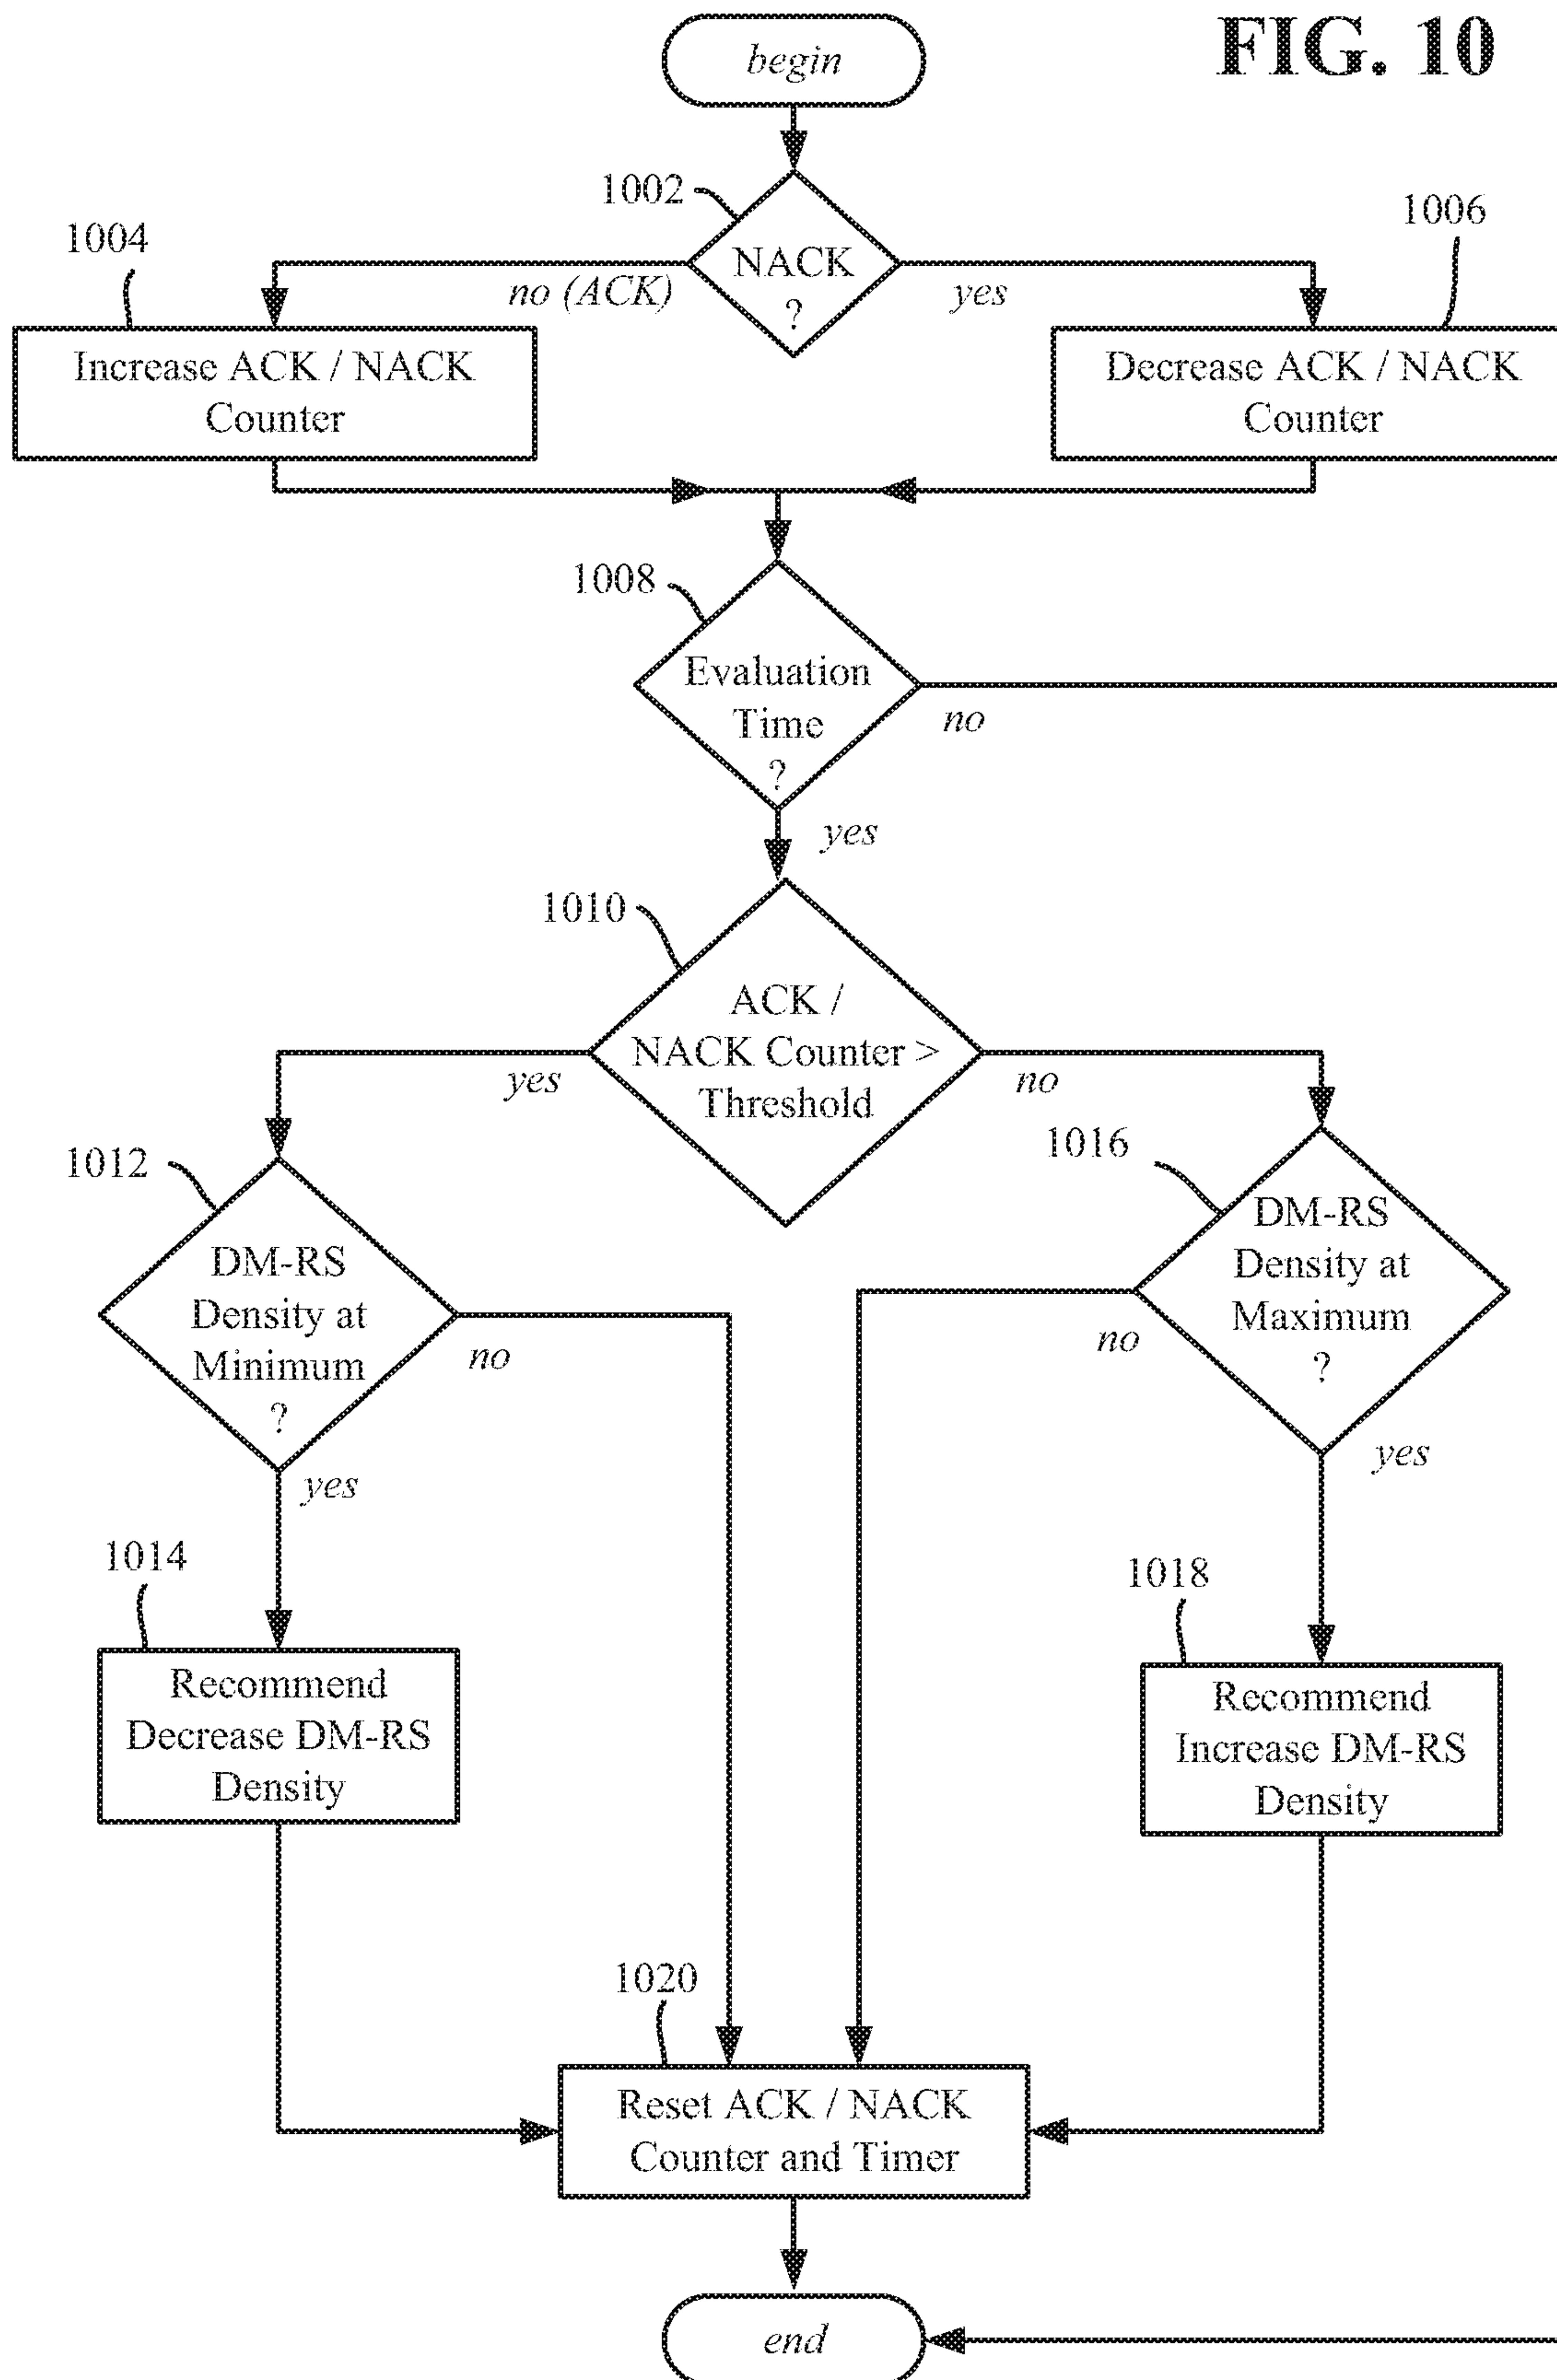 FIG. 10
begin
1002
NACK
?
no (ACK)
yes
1004
Increase ACK / NACK
Counter
1006
Decrease ACK / NACK
Counter
1008
Evaluation
Time
?
no
yes
1010
ACK /
NACK Counter >
Threshold
yes
no
1012
DM-RS
Density at
Minimum
?
no
yes
1016
DM-RS
Density at
Maximum
?
no
yes
1014
Recommend
Decrease DM-RS
Density
1018
Recommend
Increase DM-RS
Density
1020
Reset ACK / NACK
Counter and Timer
end